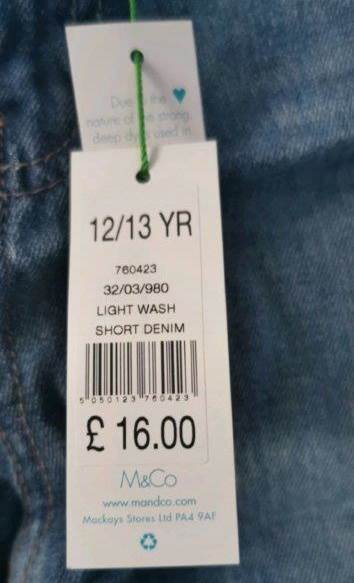 Due to the
nature of the strong
deep dyes used in
12/13 YR
760423
32/03/980
LIGHT WASH
SHORT DENIM
5 050123 760423
£ 16.00
M&Co
www.mandco.com
Mackays Stores Ltd PA4 9AF